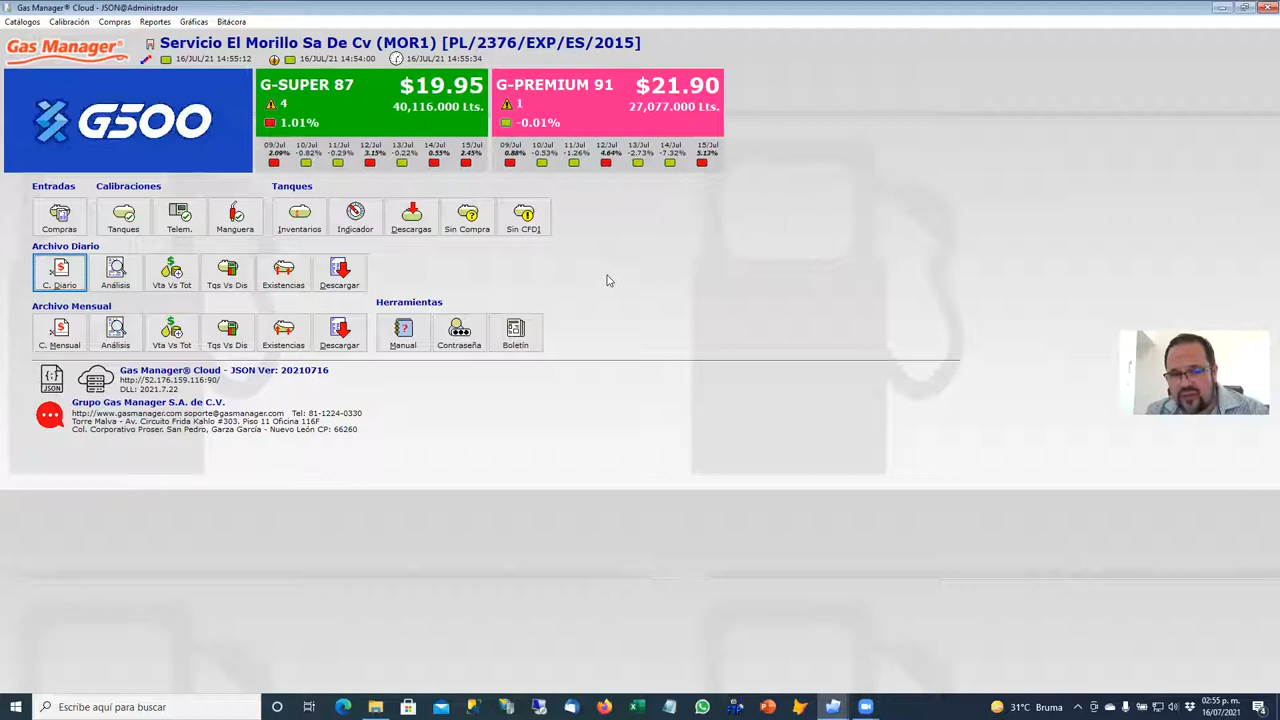 Gas Manager® Cloud - JSON@Administrador
Catálogos Calibración Compras Reportes Gráficas Bitácora
Gas Manager®
Servicio El Morillo Sa De Cv (MOR1) [PL/2376/EXP/ES/2015]
16/JUL/21 14:55:12 16/JUL/21 14:54:00 16/JUL/21 14:55:34
G500
G-SUPER 87 $19.95
4 40,116.000 Lts.
1.01%
09/Jul 10/Jul 11/Jul 12/Jul 13/Jul 14/Jul 15/Jul
2.09% -0.82% -0.29% 3.15% -0.22% 0.55% 2.45%
G-PREMIUM 91 $21.90
1 27,077.000 Lts.
-0.01%
09/Jul 10/Jul 11/Jul 12/Jul 13/Jul 14/Jul 15/Jul
0.88% -0.53% -1.26% 4.64% -2.73% -7.32% 5.13%
Entradas Calibraciones Tanques
Compras Tanques Telem. Manguera Inventarios Indicador Descargas Sin Compra Sin CFDI
Archivo Diario
C. Diario Análisis Vta Vs Tot Tqs Vs Dis Existencias Descargar
Archivo Mensual Herramientas
C. Mensual Análisis Vta Vs Tot Tqs Vs Dis Existencias Descargar Manual Contraseña Boletín
JSON
Gas Manager® Cloud - JSON Ver: 20210716
http://52.176.159.116:90/
DLL: 2021.7.22
Grupo Gas Manager S.A. de C.V.
http://www.gasmanager.com soporte@gasmanager.com Tel: 81-1224-0330
Torre Malva - Av. Circuito Frida Kahlo #303. Piso 11 Oficina 116F
Col. Corporativo Proser. San Pedro, Garza García - Nuevo León CP: 66260
Escribe aquí para buscar
31°C Bruma
02:55 p. m.
16/07/2021